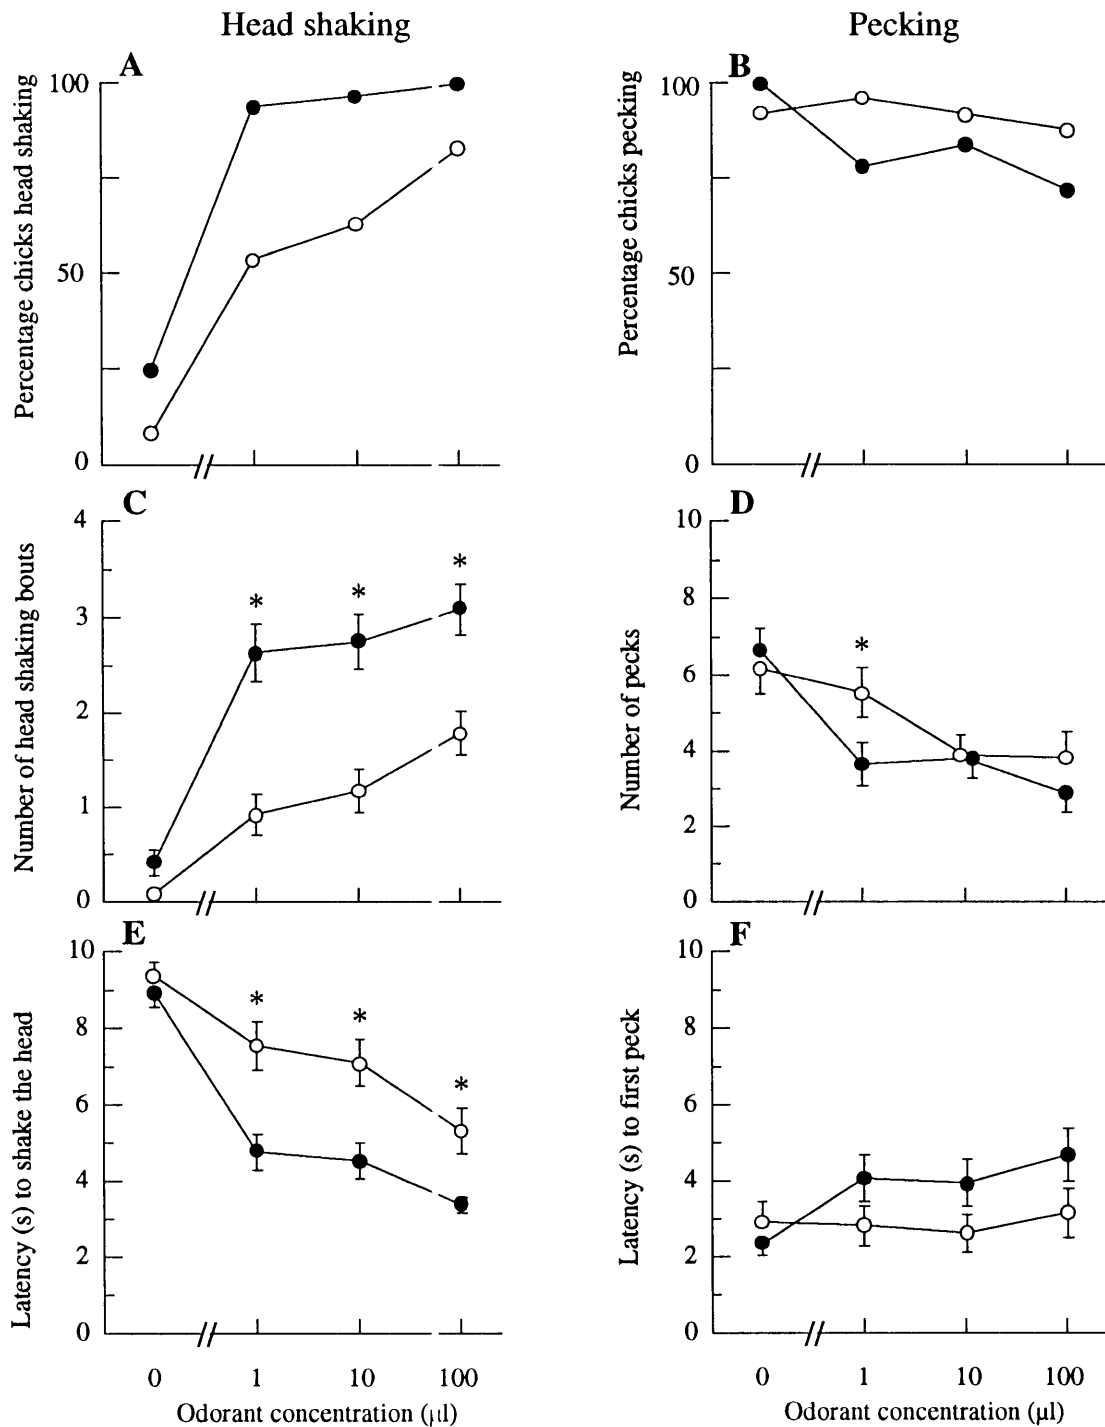 Head shaking
Pecking
A
Percentage chicks head shaking
100
50
0
B
Percentage chicks pecking
100
50
0
C
Number of head shaking bouts
4
3
2
1
0
* * *
D
Number of pecks
10
8
6
4
2
0
*
E
Latency (s) to shake the head
10
8
6
4
2
0
* * *
0 1 10 100
Odorant concentration (μl)
F
Latency (s) to first peck
10
8
6
4
2
0
0 1 10 100
Odorant concentration (μl)